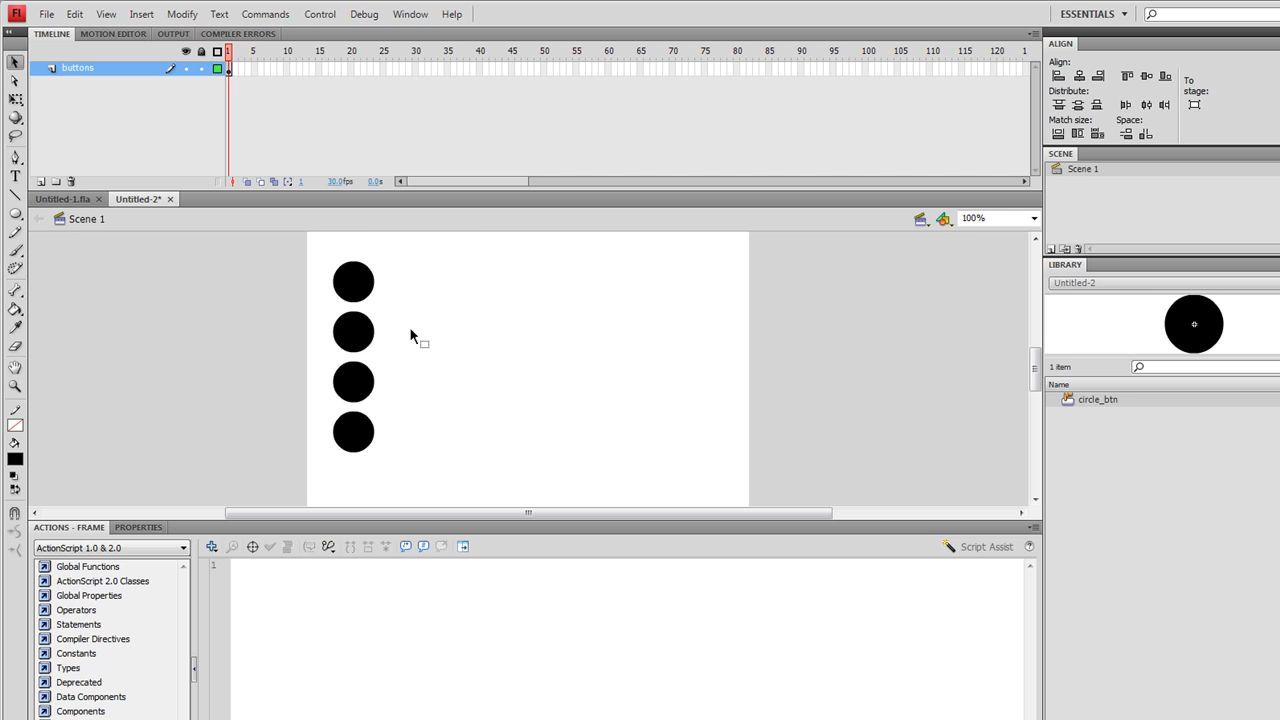 Fl File Edit View Insert Modify Text Commands Control Debug Window Help ESSENTIALS
TIMELINE MOTION EDITOR OUTPUT COMPILER ERRORS
1 5 10 15 20 25 30 35 40 45 50 55 60 65 70 75 80 85 90 95 100 105 110 115 120 1
buttons
1 30.0fps 0.0s
Untitled-1.fla Untitled-2*
Scene 1 100%
ACTIONS - FRAME PROPERTIES
ActionScript 1.0 & 2.0 Script Assist
Global Functions
ActionScript 2.0 Classes
Global Properties
Operators
Statements
Compiler Directives
Constants
Types
Deprecated
Data Components
Components
1
ALIGN
Align:
To
stage:
Distribute:
Match size: Space:
SCENE
Scene 1
LIBRARY
Untitled-2
1 item
Name
circle_btn